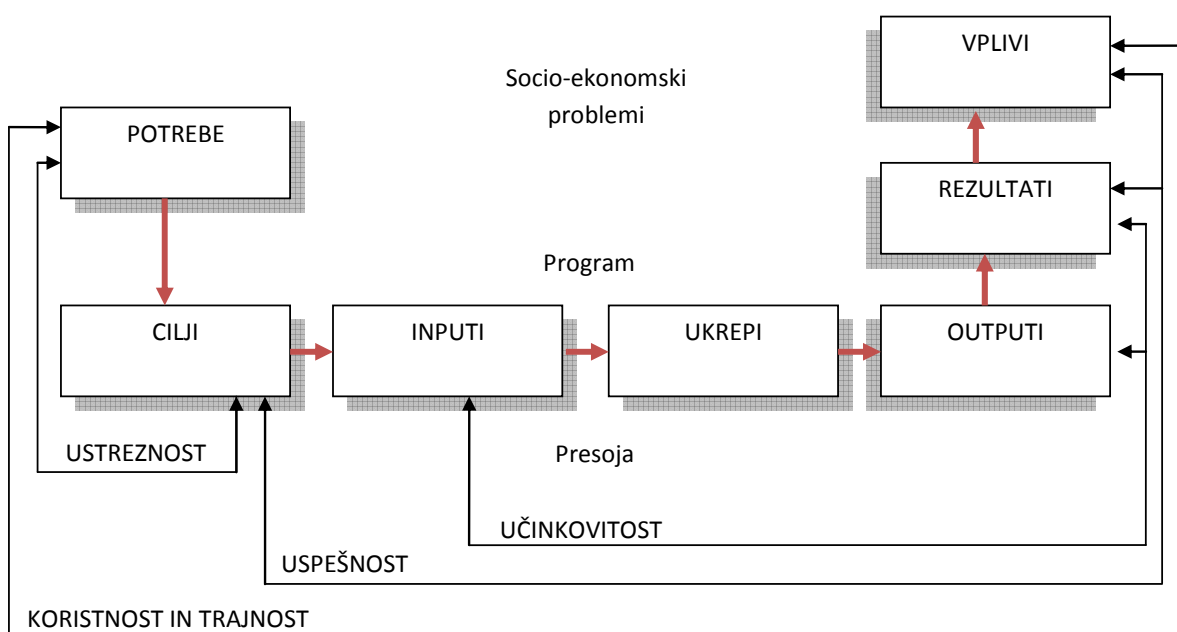 VPLIVI
Socio-ekonomski
problemi
POTREBE
REZULTATI
Program
CILJI
INPUTI
UKREPI
OUTPUTI
USTREZNOST
Presoja
UČINKOVITOST
USPEŠNOST
KORISTNOST IN TRAJNOST